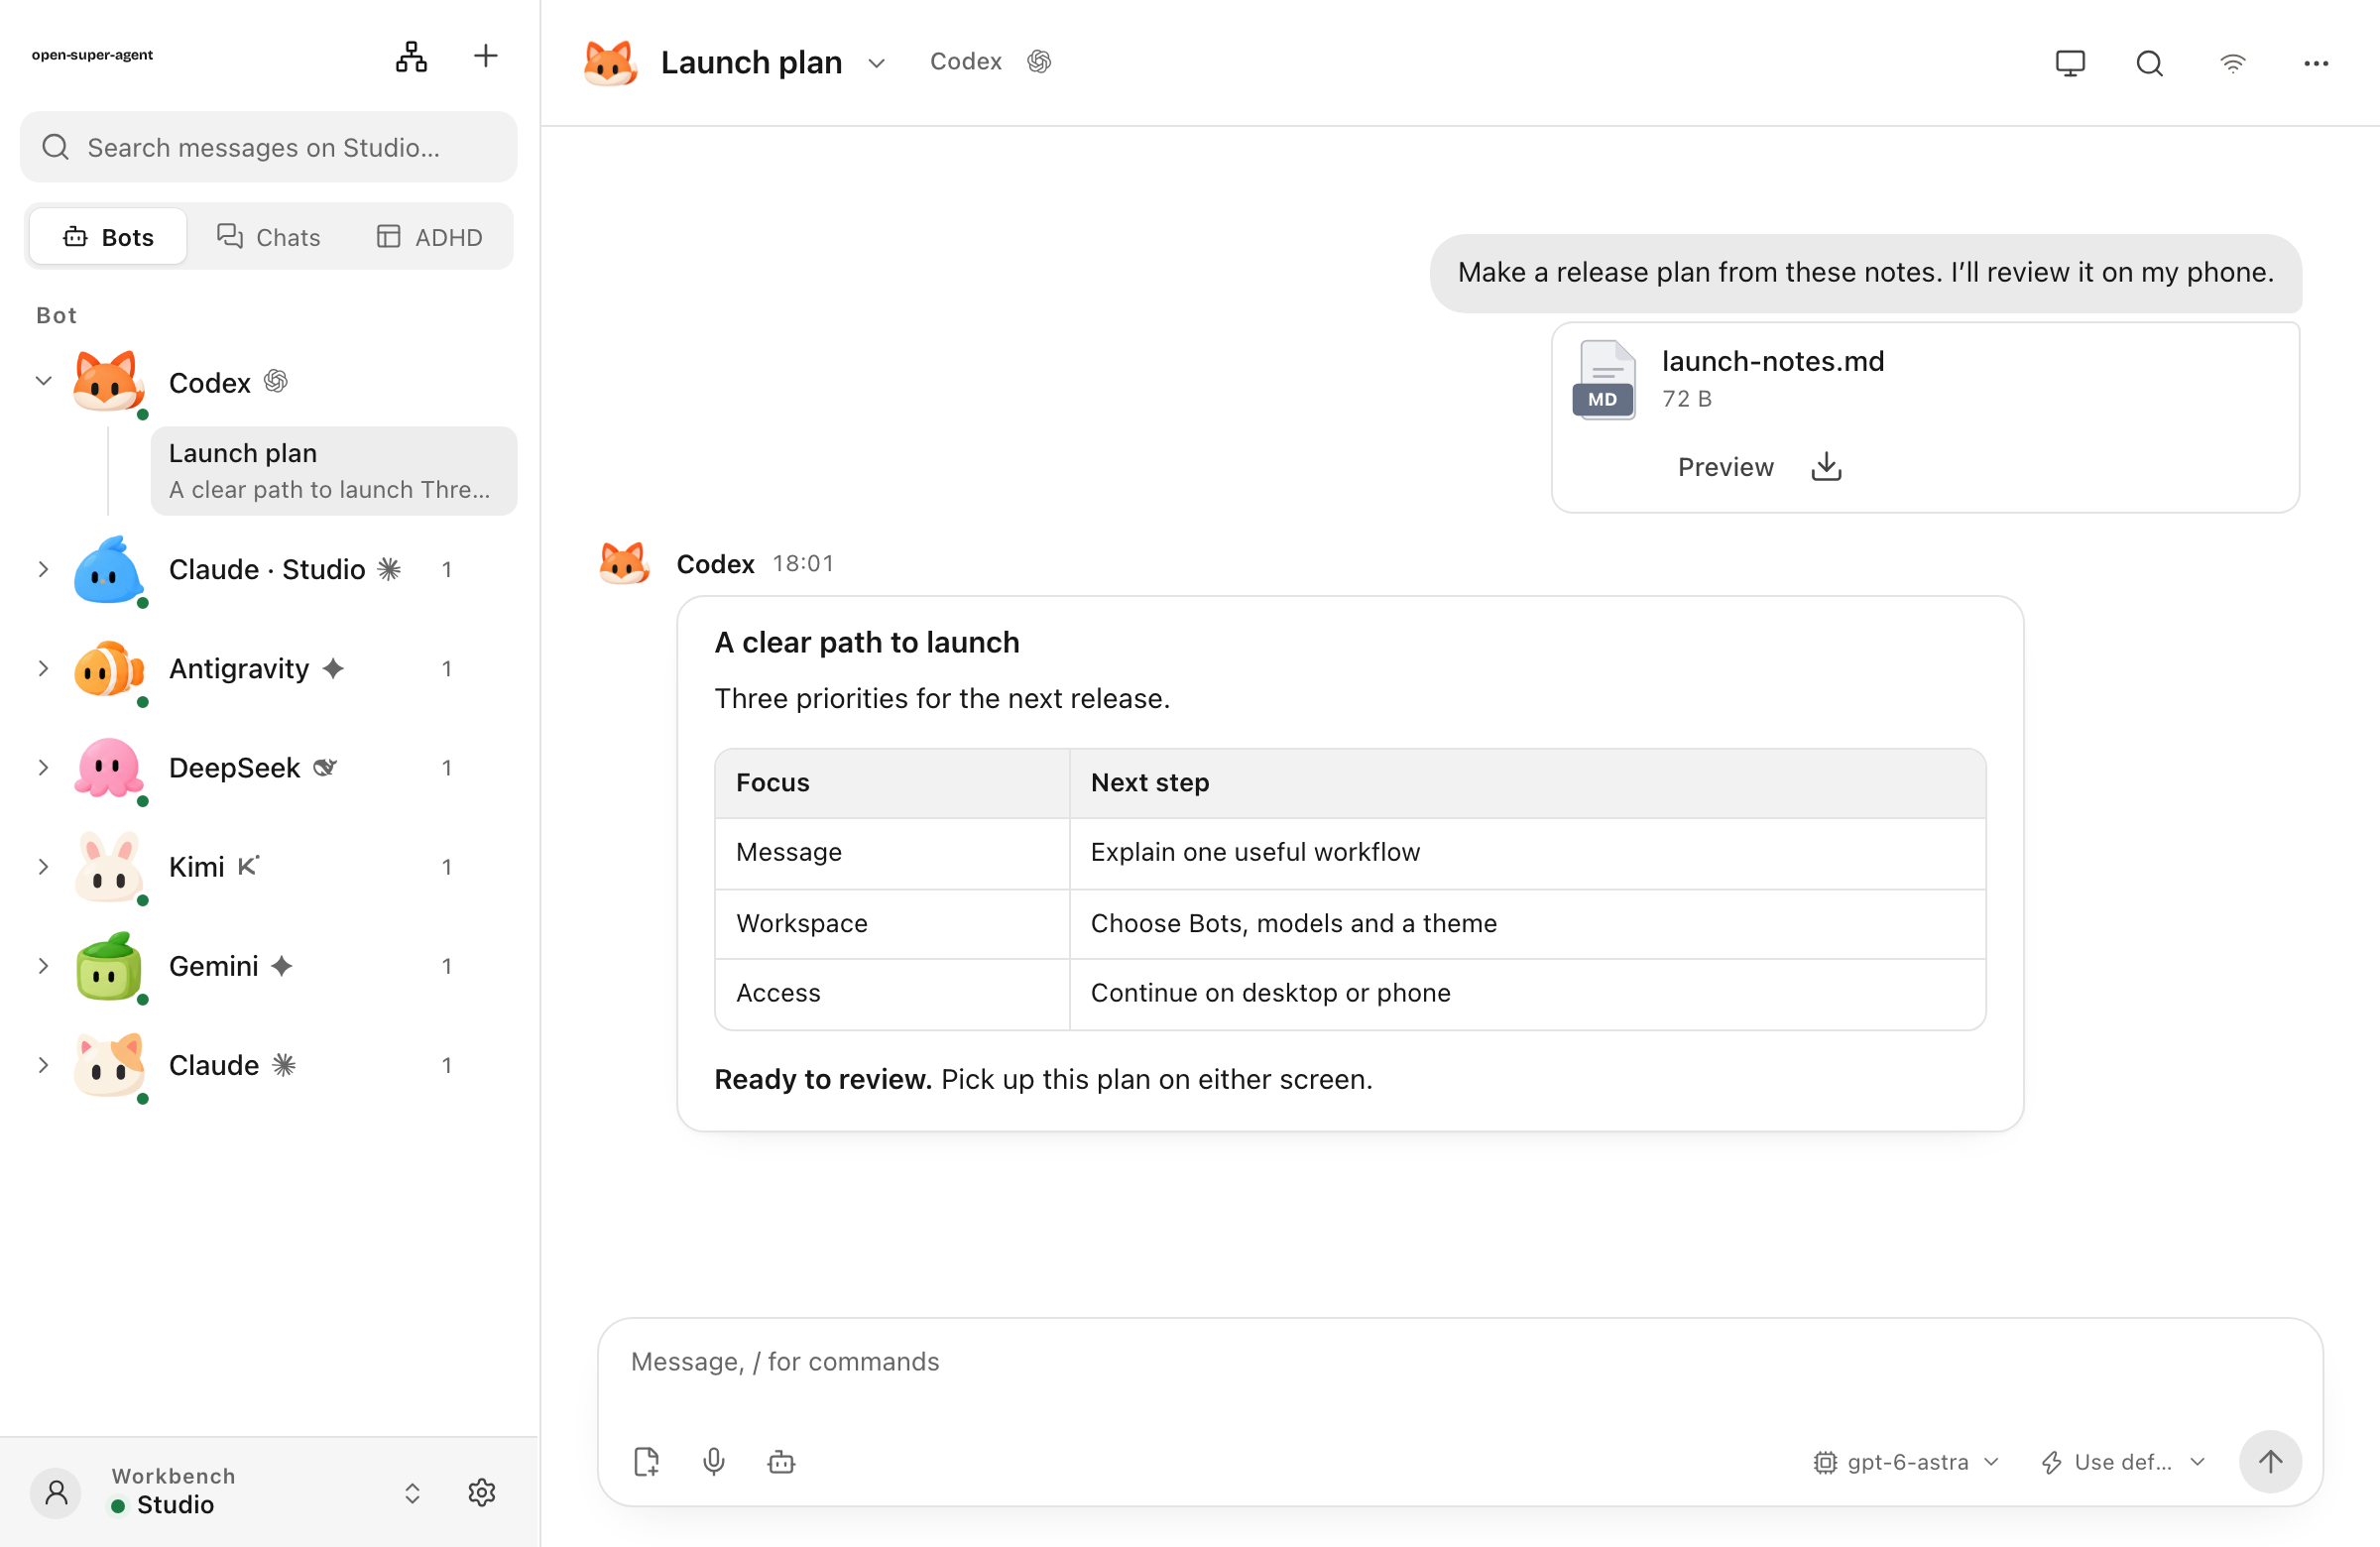 open-super-agent
Search messages on Studio...
Bots
Chats
ADHD
Bot
Codex
Launch plan
A clear path to launch Thre...
Claude · Studio
1
Antigravity
1
DeepSeek
1
Kimi
1
Gemini
1
Claude
1
Workbench
Studio
Launch plan
Codex
Make a release plan from these notes. I’ll review it on my phone.
launch-notes.md
MD
72 B
Preview
Codex 18:01
A clear path to launch
Three priorities for the next release.
Focus Next step
Message Explain one useful workflow
Workspace Choose Bots, models and a theme
Access Continue on desktop or phone
Ready to review. Pick up this plan on either screen.
Message, / for commands
gpt-6-astra
Use def...